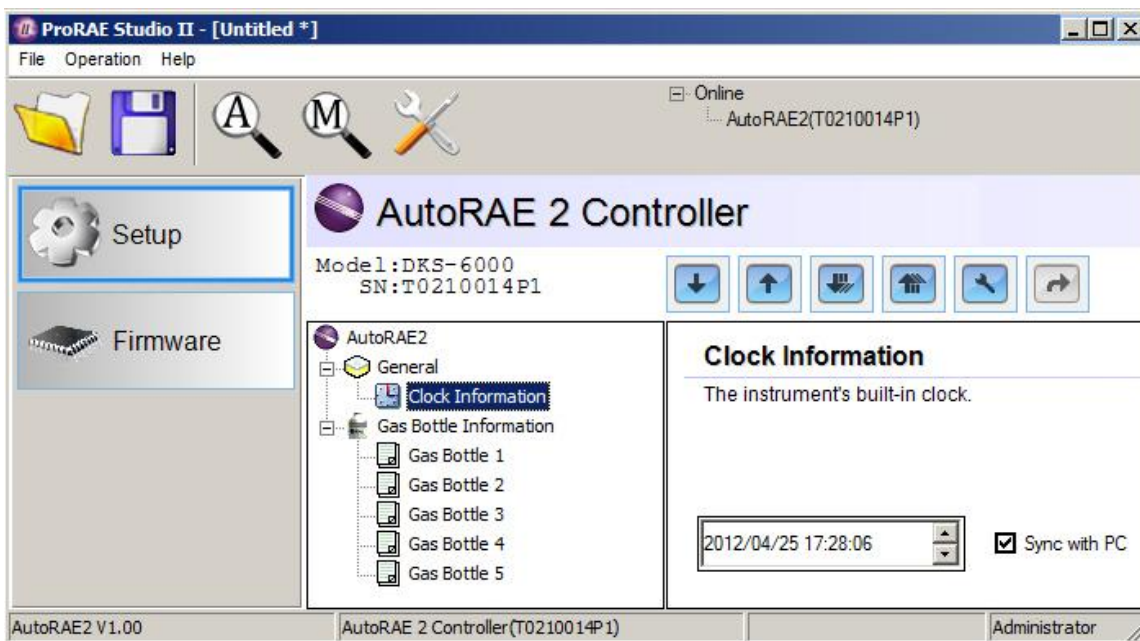 ProRAE Studio II - [Untitled *]
File Operation Help
A M
Online
AutoRAE2(T0210014P1)
Setup
Firmware
AutoRAE 2 Controller
Model:DKS-6000
SN:T0210014P1
AutoRAE2
General
Clock Information
Gas Bottle Information
Gas Bottle 1
Gas Bottle 2
Gas Bottle 3
Gas Bottle 4
Gas Bottle 5
Clock Information
The instrument's built-in clock.
2012/04/25 17:28:06
Sync with PC
AutoRAE2 V1.00
AutoRAE 2 Controller(T0210014P1)
Administrator